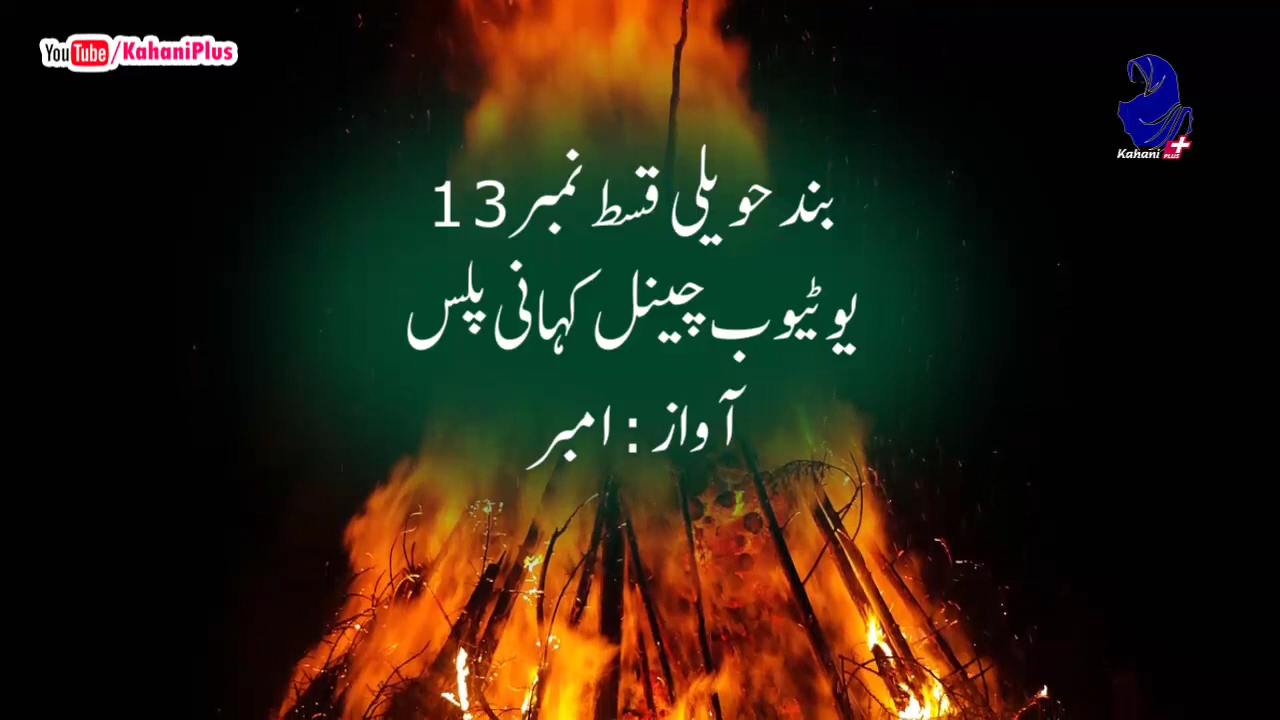 YouTube/KahaniPlus
Kahani PLUS
بند حویلی قسط نمبر 13
یوٹیوب چینل کہانی پلس
آواز : امبر